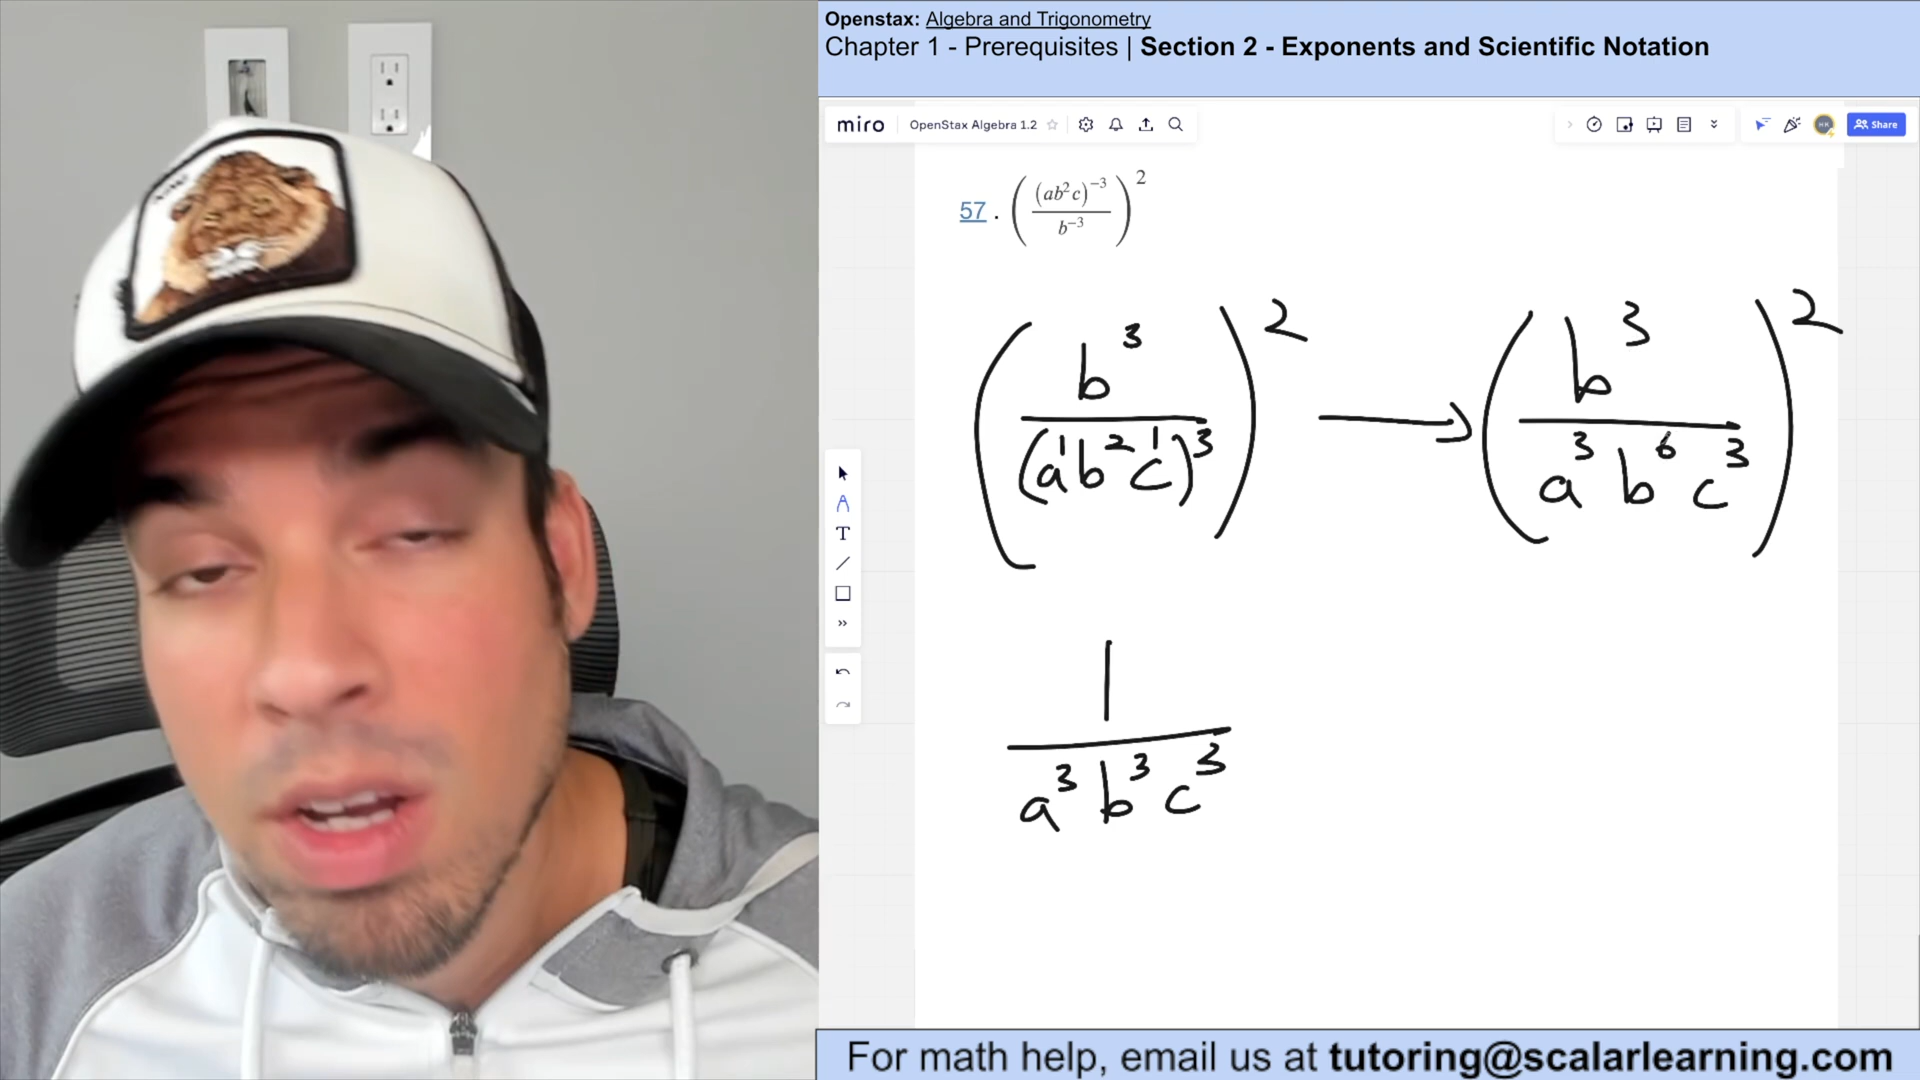 Openstax: Algebra and Trigonometry
Chapter 1 - Prerequisites | Section 2 - Exponents and Scientific Notation
miro OpenStax Algebra 1.2 Share
57. ((ab²c)⁻³ / b⁻³)²
(b³ / (a¹b²c¹)³)² → (b³ / a³b⁶c³)²
1 / a³b³c³
T
For math help, email us at tutoring@scalarlearning.com